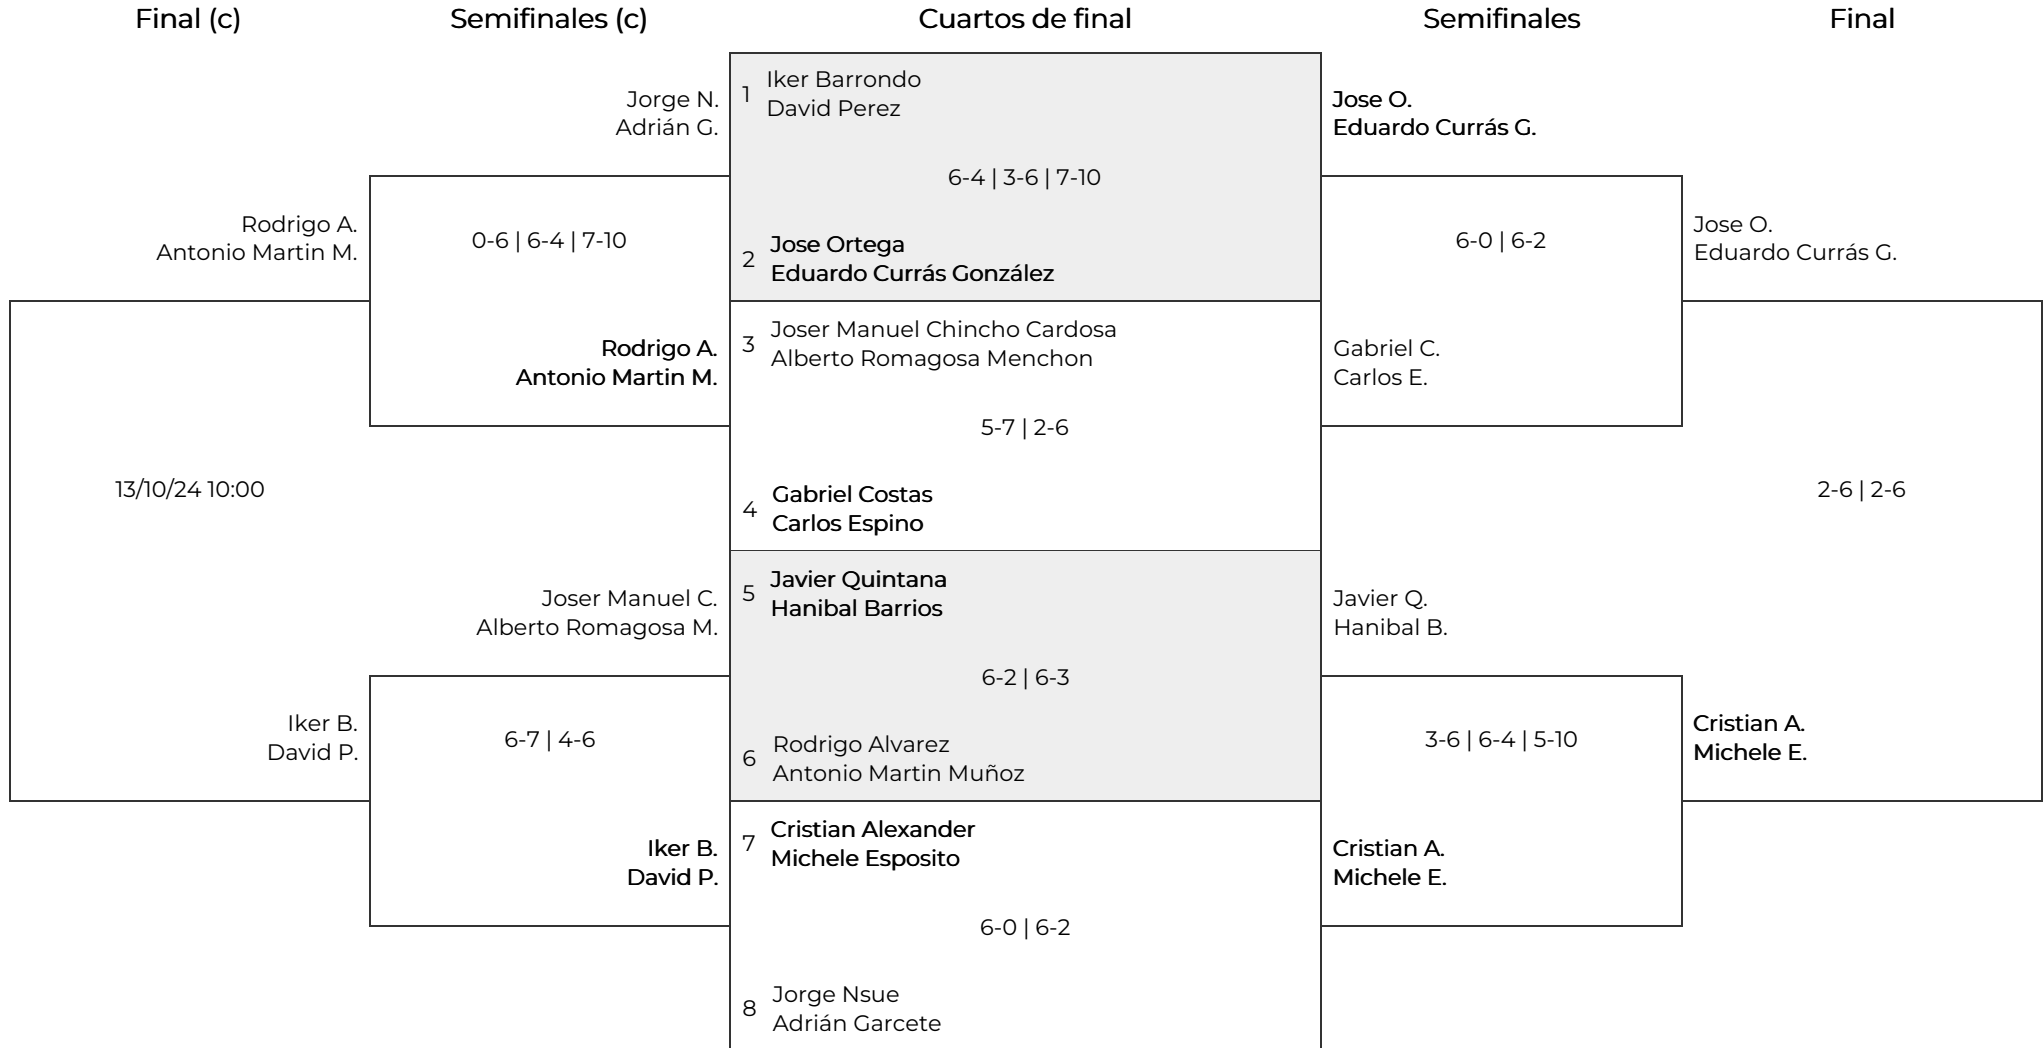 Final (c)
Semifinales (c)
Cuartos de final
Semifinales
Final
Rodrigo A.
Antonio Martin M.
13/10/24 10:00
Iker B.
David P.
Jorge N.
Adrián G.
0-6 | 6-4 | 7-10
Rodrigo A.
Antonio Martin M.
Joser Manuel C.
Alberto Romagosa M.
6-7 | 4-6
Iker B.
David P.
1
Iker Barrondo
David Perez
6-4 | 3-6 | 7-10
2
Jose Ortega
Eduardo Currás González
3
Joser Manuel Chincho Cardosa
Alberto Romagosa Menchon
5-7 | 2-6
4
Gabriel Costas
Carlos Espino
5
Javier Quintana
Hanibal Barrios
6-2 | 6-3
6
Rodrigo Alvarez
Antonio Martin Muñoz
7
Cristian Alexander
Michele Esposito
6-0 | 6-2
8
Jorge Nsue
Adrián Garcete
Jose O.
Eduardo Currás G.
6-0 | 6-2
Gabriel C.
Carlos E.
Javier Q.
Hanibal B.
3-6 | 6-4 | 5-10
Cristian A.
Michele E.
Jose O.
Eduardo Currás G.
2-6 | 2-6
Cristian A.
Michele E.